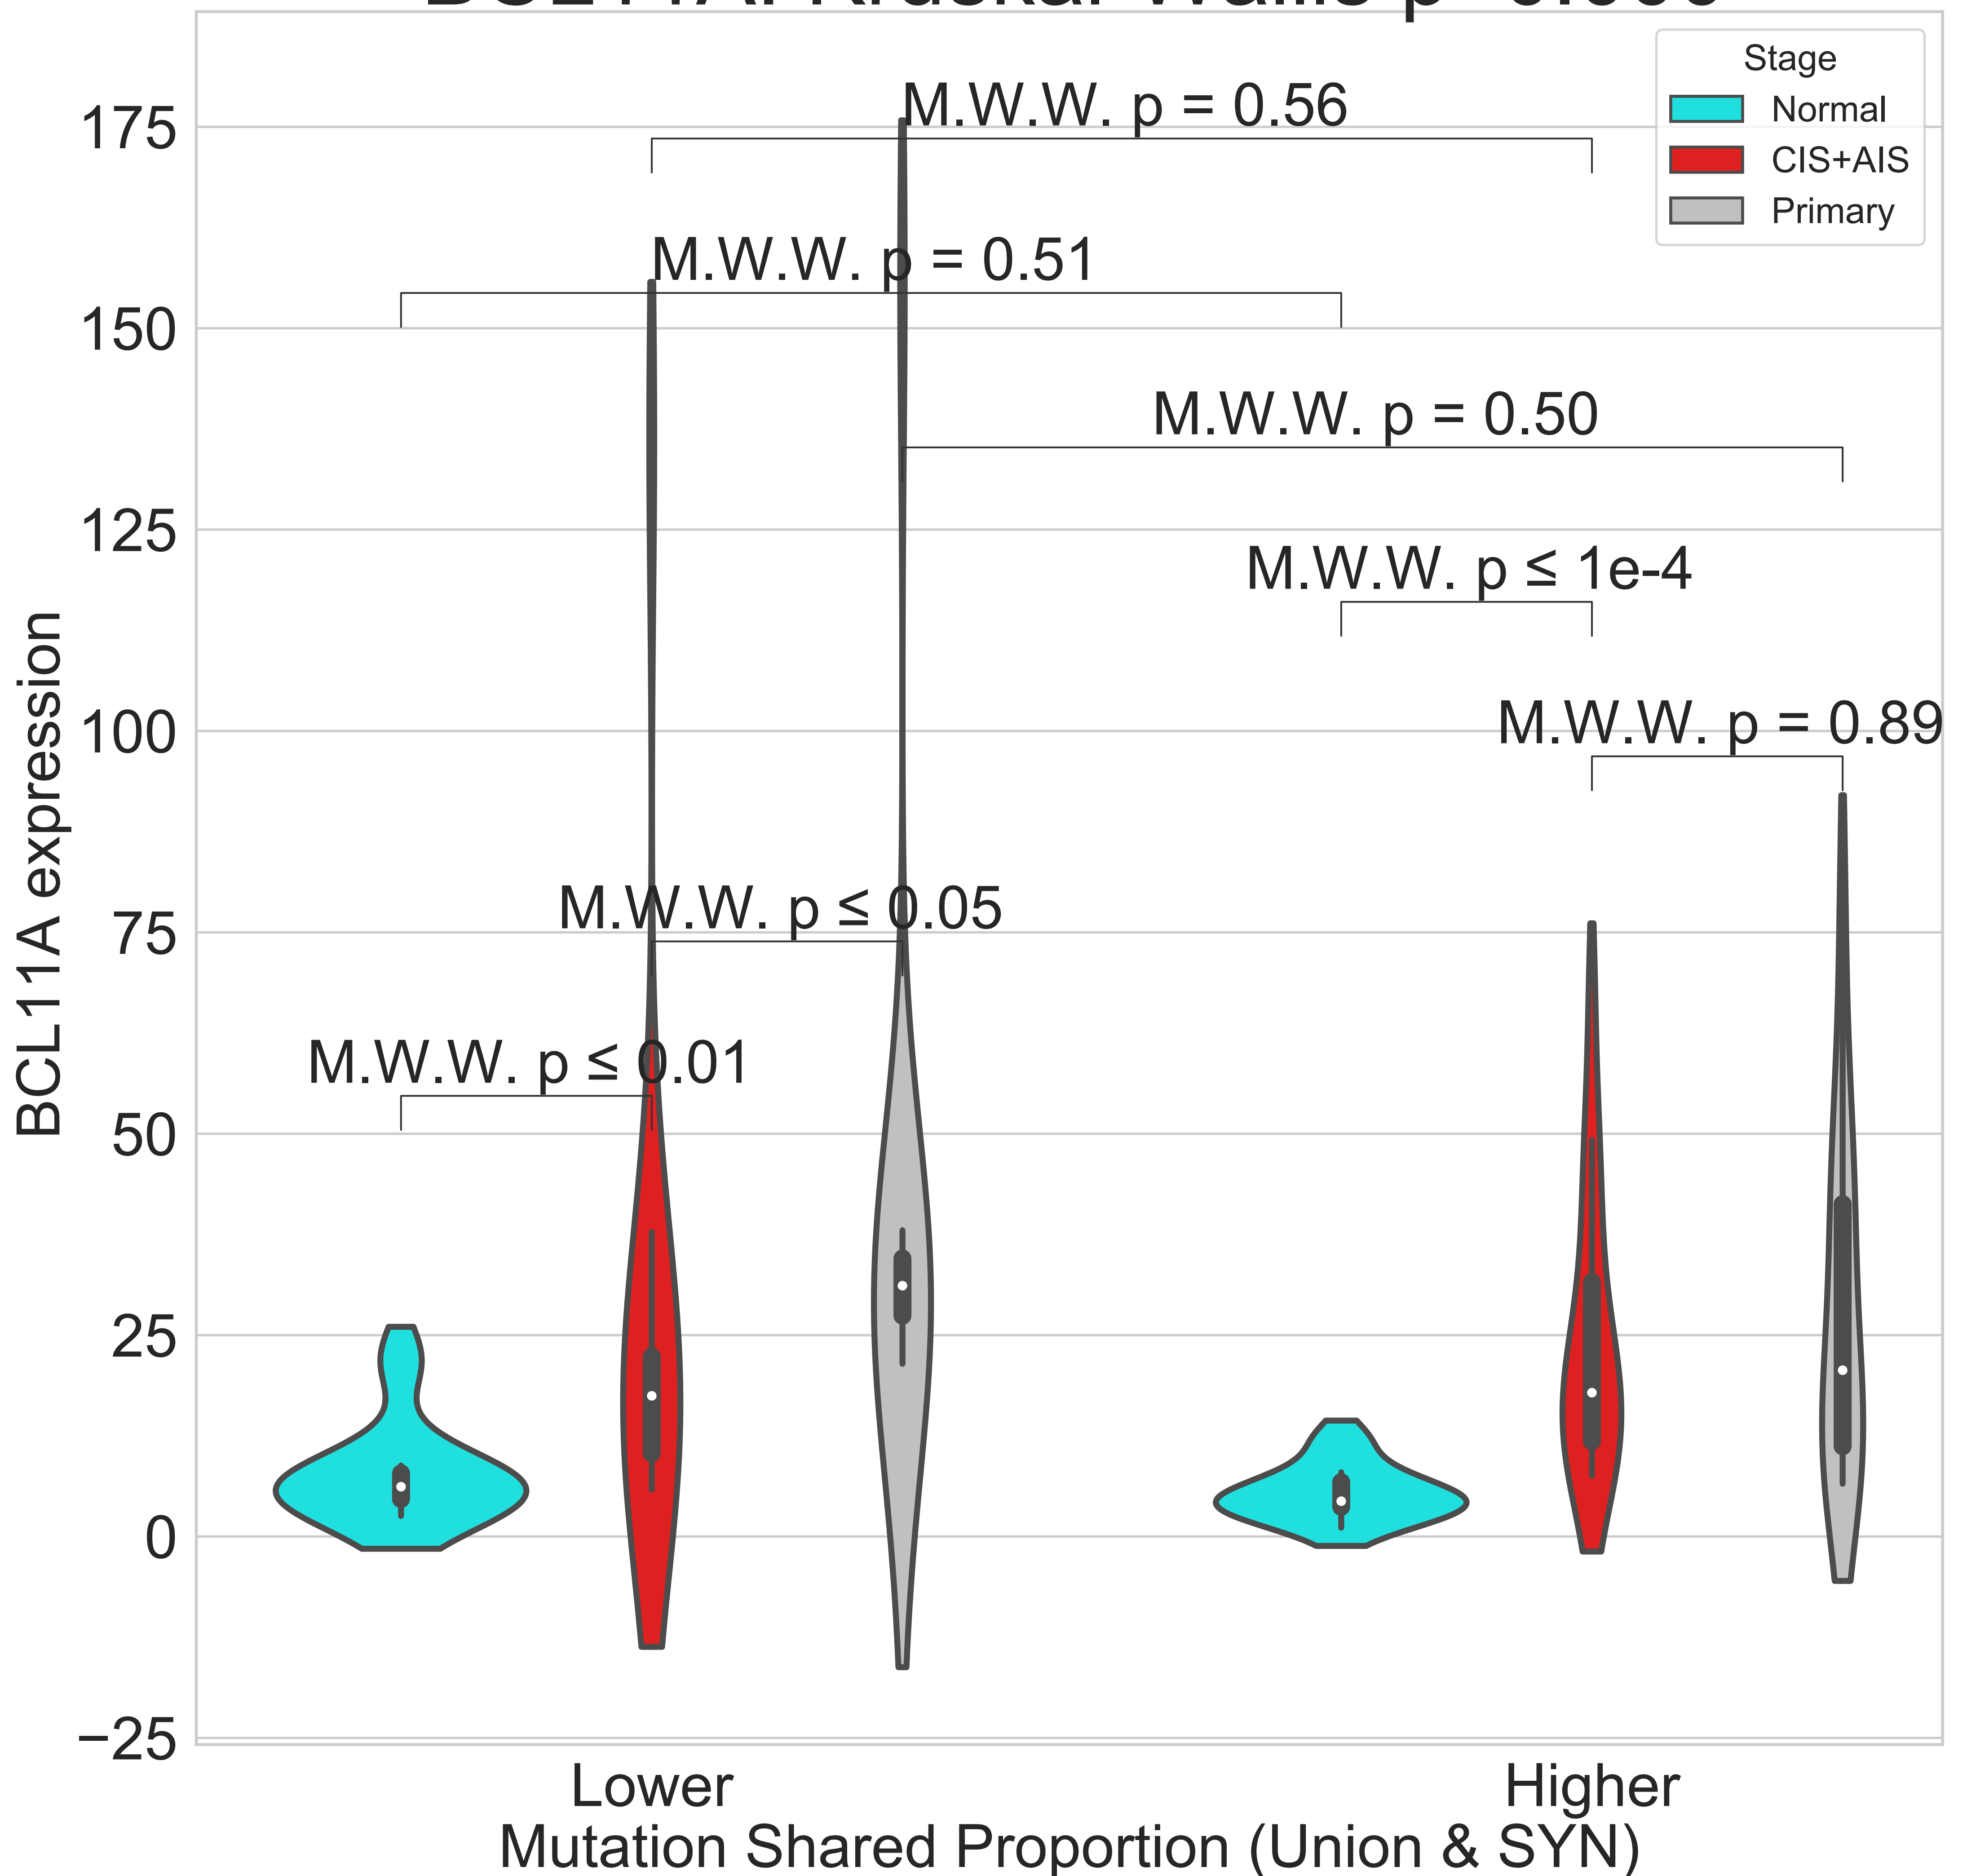 Stage
Normal
CIS+AIS
Primary
M.W.W. p = 0.56
M.W.W. p = 0.51
M.W.W. p = 0.50
M.W.W. p ≤ 1e-4
M.W.W. p = 0.89
M.W.W. p ≤ 0.05
M.W.W. p ≤ 0.01
175
150
125
100
75
50
25
0
−25
BCL11A expression
Lower
Higher
Mutation Shared Proportion (Union & SYN)